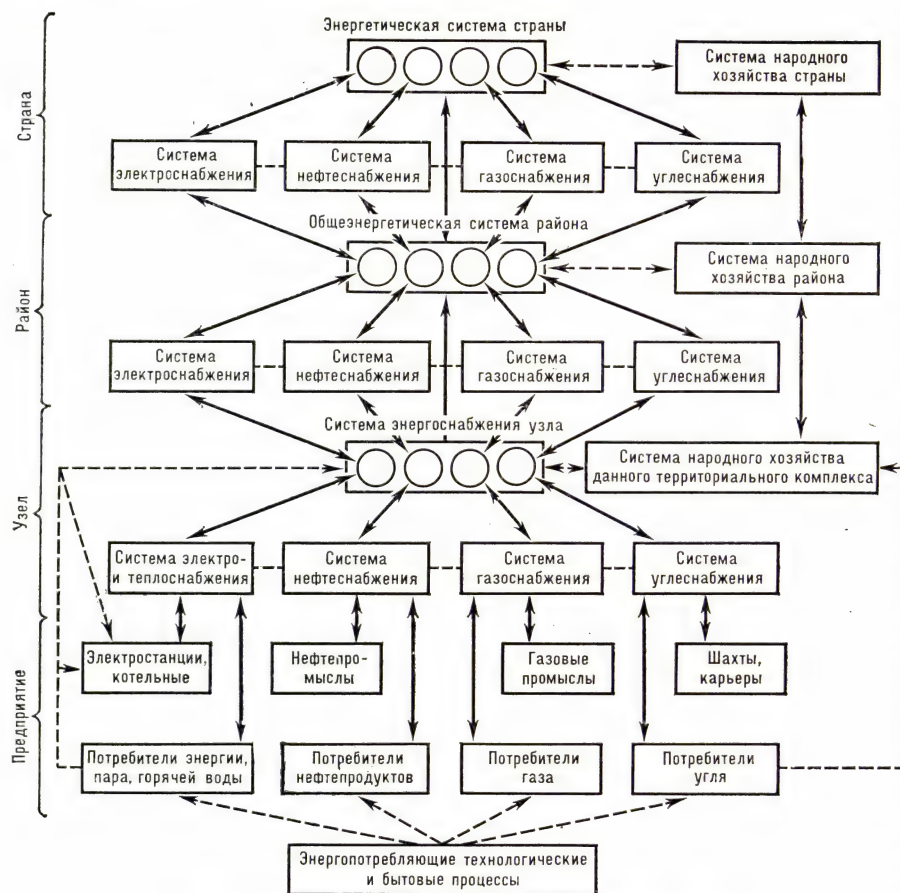 Энергетическая система страны
Система народного
хозяйства страны
Страна
Система
электроснабжения
Система
нефтеснабжения
Система
газоснабжения
Система
углеснабжения
Общеэнергетическая система района
Система народного
хозяйства района
Район
Система
электроснабжения
Система
нефтеснабжения
Система
газоснабжения
Система
углеснабжения
Система энергоснабжения узла
Система народного хозяйства
данного территориального комплекса
Узел
Система электро-
и теплоснабжения
Система
нефтеснабжения
Система
газоснабжения
Система
углеснабжения
Предприятие
Электростанции,
котельные
Нефтепро-
мыслы
Газовые
промыслы
Шахты,
карьеры
Потребители энергии,
пара, горячей воды
Потребители
нефтепродуктов
Потребители
газа
Потребители
угля
Энергопотребляющие технологические
и бытовые процессы